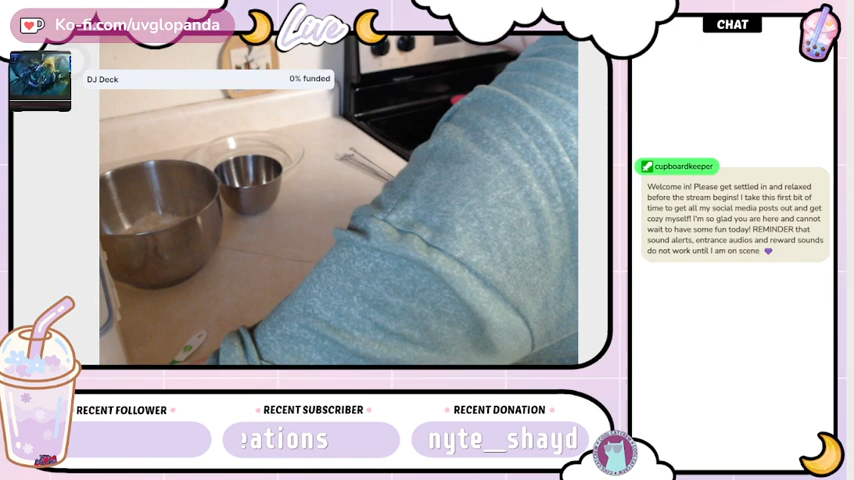 Ko-fi.com/uvglopanda
Live
CHAT
DJ Deck
0% funded
cupboardkeeper
Welcome in! Please get settled in and relaxed
before the stream begins! I take this first bit of
time to get all my social media posts out and get
cozy myself! I'm so glad you are here and cannot
wait to have some fun today! REMINDER that
sound alerts, entrance audios and reward sounds
do not work until I am on scene
RECENT FOLLOWER
RECENT SUBSCRIBER
RECENT DONATION
eations
nyte__shayd